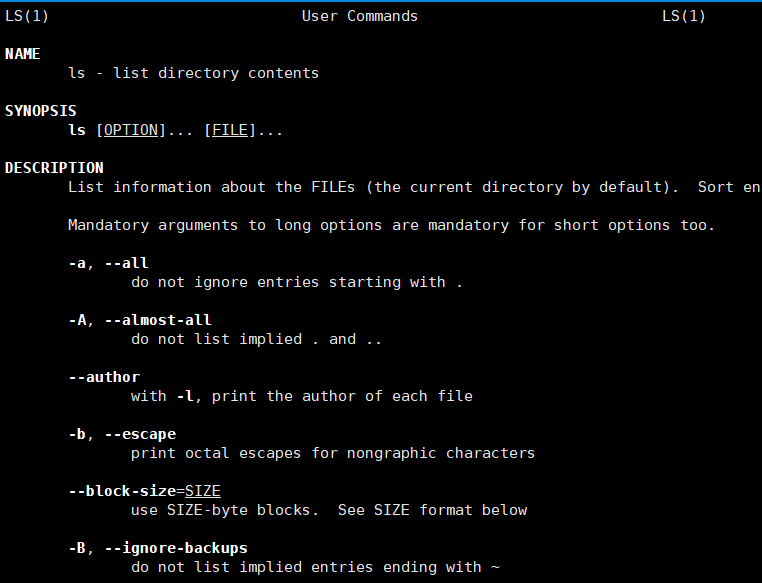 LS(1) User Commands LS(1)
NAME
ls - list directory contents
SYNOPSIS
ls [OPTION]... [FILE]...
DESCRIPTION
List information about the FILEs (the current directory by default). Sort en
Mandatory arguments to long options are mandatory for short options too.
-a, --all
do not ignore entries starting with .
-A, --almost-all
do not list implied . and ..
--author
with -l, print the author of each file
-b, --escape
print octal escapes for nongraphic characters
--block-size=SIZE
use SIZE-byte blocks. See SIZE format below
-B, --ignore-backups
do not list implied entries ending with ~